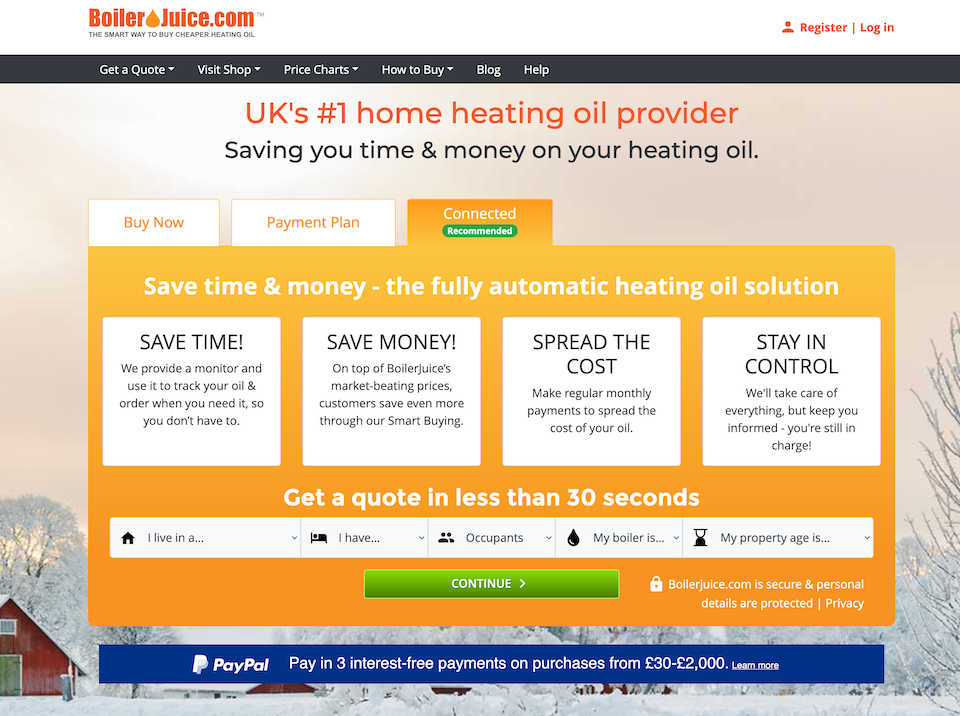 BoilerJuice.com™
THE SMART WAY TO BUY CHEAPER HEATING OIL
Register | Log in
Get a Quote
Visit Shop
Price Charts
How to Buy
Blog
Help
UK's #1 home heating oil provider
Saving you time & money on your heating oil.
Buy Now
Payment Plan
Connected
Recommended
Save time & money - the fully automatic heating oil solution
SAVE TIME!
We provide a monitor and
use it to track your oil &
order when you need it, so
you don’t have to.
SAVE MONEY!
On top of BoilerJuice’s
market-beating prices,
customers save even more
through our Smart Buying.
SPREAD THE
COST
Make regular monthly
payments to spread the
cost of your oil.
STAY IN
CONTROL
We'll take care of
everything, but keep you
informed - you're still in
charge!
Get a quote in less than 30 seconds
I live in a...
I have...
Occupants
My boiler is...
My property age is...
CONTINUE
Boilerjuice.com is secure & personal
details are protected | Privacy
PayPal Pay in 3 interest-free payments on purchases from £30-£2,000. Learn more